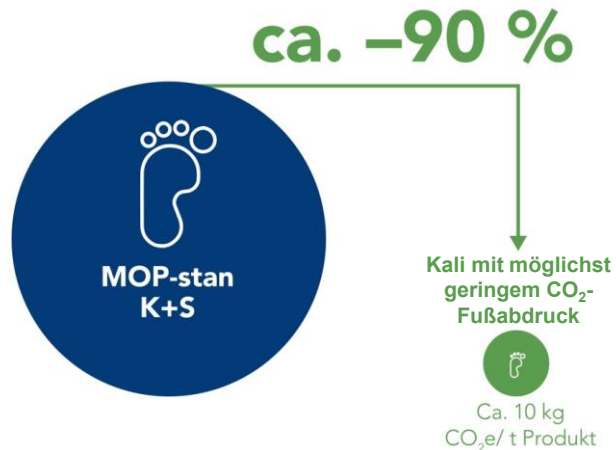 ca. –90 %
MOP-stan
K+S
Kali mit möglichst
geringem CO₂-
Fußabdruck
Ca. 10 kg
CO₂e/ t Produkt